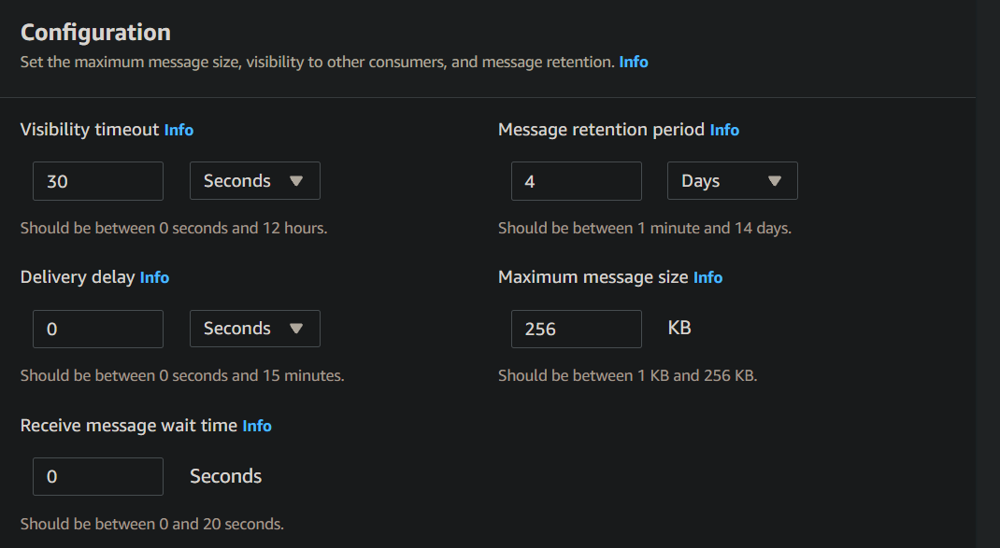 Configuration
Set the maximum message size, visibility to other consumers, and message retention. Info
Visibility timeout Info
30
Seconds
Should be between 0 seconds and 12 hours.
Message retention period Info
4
Days
Should be between 1 minute and 14 days.
Delivery delay Info
0
Seconds
Should be between 0 seconds and 15 minutes.
Maximum message size Info
256
KB
Should be between 1 KB and 256 KB.
Receive message wait time Info
0
Seconds
Should be between 0 and 20 seconds.